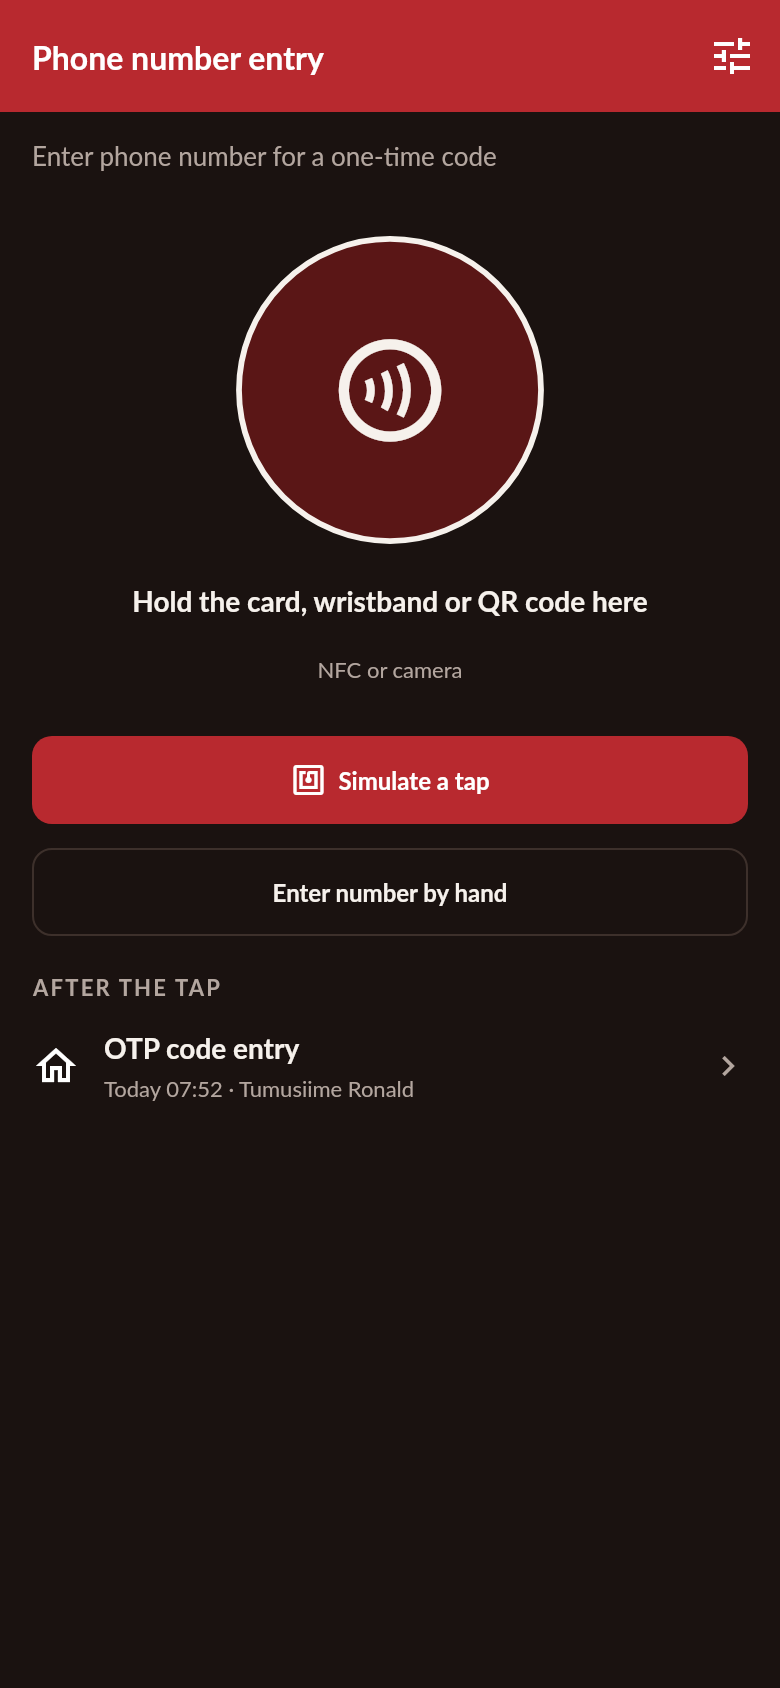 Phone number entry
Enter phone number for a one-time code
Hold the card, wristband or QR code here
NFC or camera
Simulate a tap
Enter number by hand
AFTER THE TAP
OTP code entry
Today 07:52 · Tumusiime Ronald